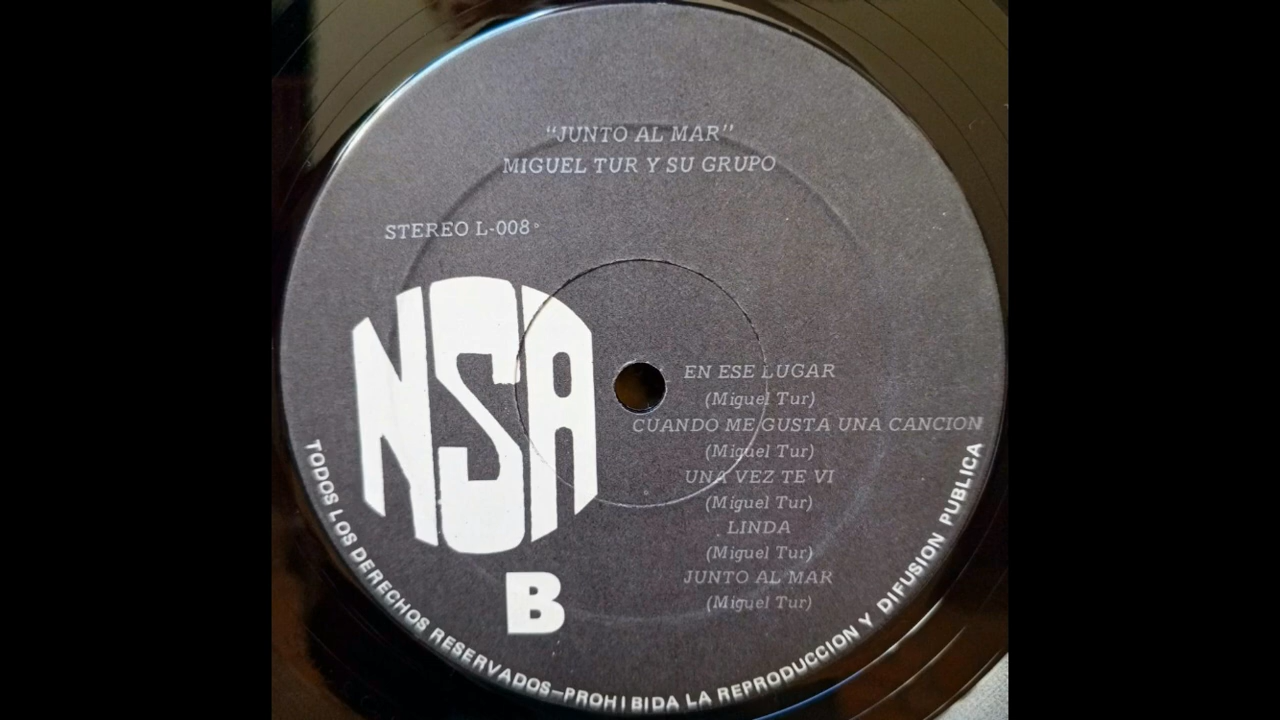 “JUNTO AL MAR”
MIGUEL TUR Y SU GRUPO
STEREO L-008
NSA
B
EN ESE LUGAR
(Miguel Tur)
CUANDO ME GUSTA UNA CANCION
(Miguel Tur)
UNA VEZ TE VI
(Miguel Tur)
LINDA
(Miguel Tur)
JUNTO AL MAR
(Miguel Tur)
TODOS LOS DERECHOS RESERVADOS—PROHIBIDA LA REPRODUCCION Y DIFUSION PUBLICA